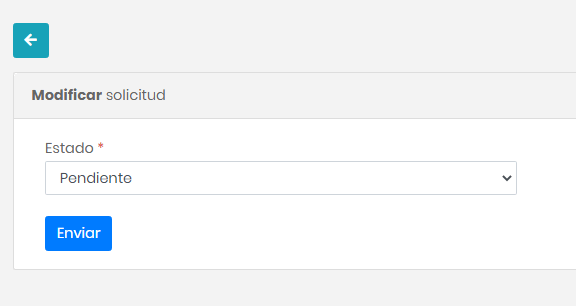 Modificar solicitud
Estado *
Pendiente
Enviar